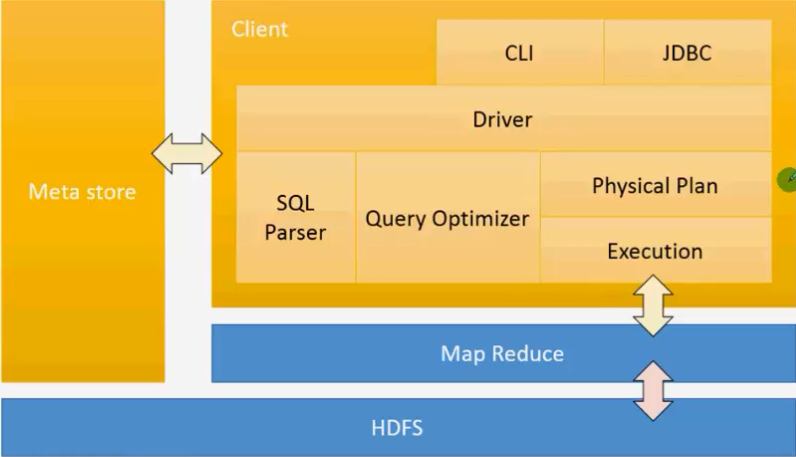 Client
CLI
JDBC
Driver
Meta store
SQL
Parser
Query Optimizer
Physical Plan
Execution
Map Reduce
HDFS